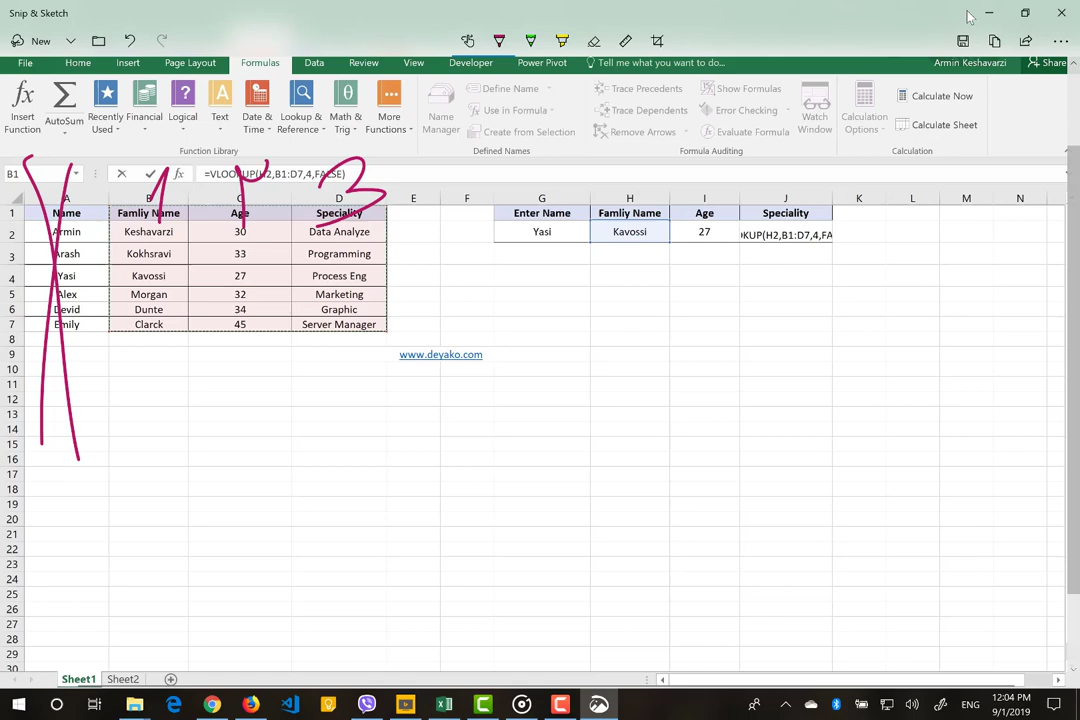 Snip & Sketch
New
File Home Insert Page Layout Formulas Data Review View Developer Power Pivot Tell me what you want to do... Armin Keshavarzi Share
Insert Function
AutoSum
Recently Used
Financial
Logical
Text
Date & Time
Lookup & Reference
Math & Trig
More Functions
Function Library
Name Manager
Define Name
Use in Formula
Create from Selection
Defined Names
Trace Precedents
Trace Dependents
Remove Arrows
Show Formulas
Error Checking
Evaluate Formula
Formula Auditing
Watch Window
Calculation Options
Calculate Now
Calculate Sheet
Calculation
B1 fx =VLOOKUP(H2,B1:D7,4,FALSE)
1 ۲ 3
A B C D E F G H I J K L M N
1 Name Famliy Name Age Speciality Enter Name Famliy Name Age Speciality
2 Armin Keshavarzi 30 Data Analyze Yasi Kavossi 27 OKUP(H2,B1:D7,4,FA
3 Arash Kokhsravi 33 Programming
4 Yasi Kavossi 27 Process Eng
5 Alex Morgan 32 Marketing
6 Devid Dunte 34 Graphic
7 Emily Clarck 45 Server Manager
8
9 www.deyako.com
10
11
12
13
14
15
16
17
18
19
20
21
22
23
24
25
26
27
28
29
30
Sheet1 Sheet2
ENG
12:04 PM
9/1/2019